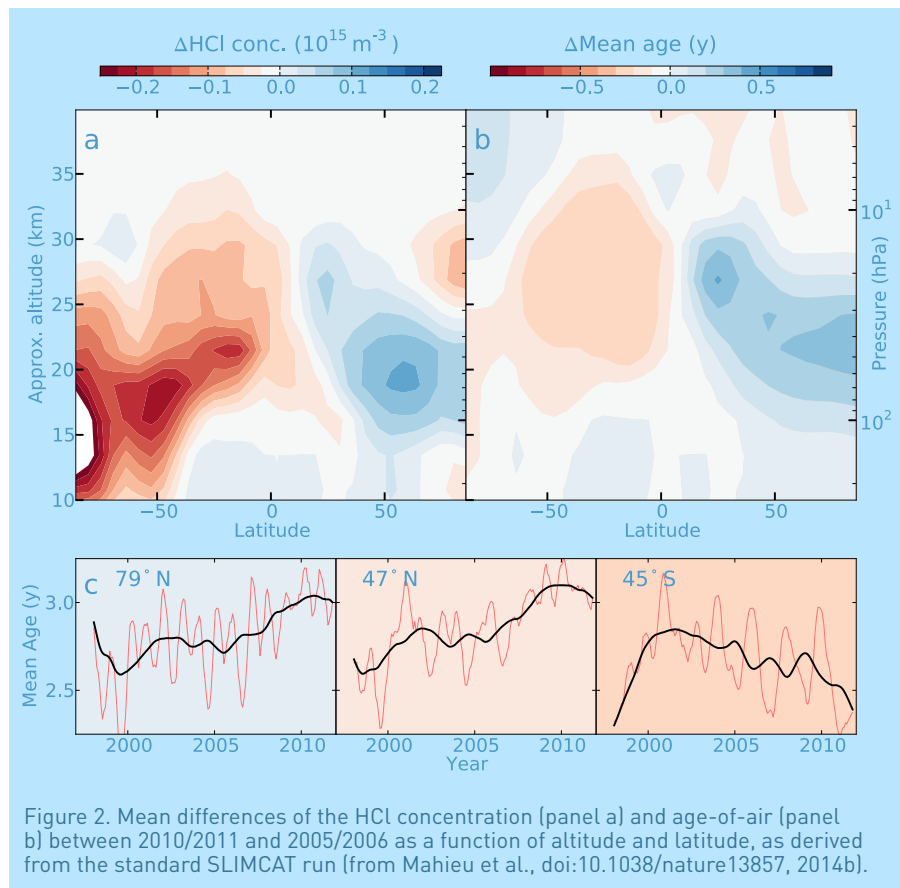 ΔHCl conc. (10¹⁵ m⁻³)
ΔMean age (y)
−0.2 −0.1 0.0 0.1 0.2
−0.5 0.0 0.5
a
b
Approx. altitude (km)
35
30
25
20
15
10
−50 0 50
Latitude
−50 0 50
Latitude
10¹
10²
Pressure (hPa)
c 79°N
47°N
45°S
Mean Age (y)
3.0
2.5
2000 2005 2010
2000 2005 2010
2000 2005 2010
Year
Figure 2. Mean differences of the HCl concentration (panel a) and age-of-air (panel
b) between 2010/2011 and 2005/2006 as a function of altitude and latitude, as derived
from the standard SLIMCAT run (from Mahieu et al., doi:10.1038/nature13857, 2014b).